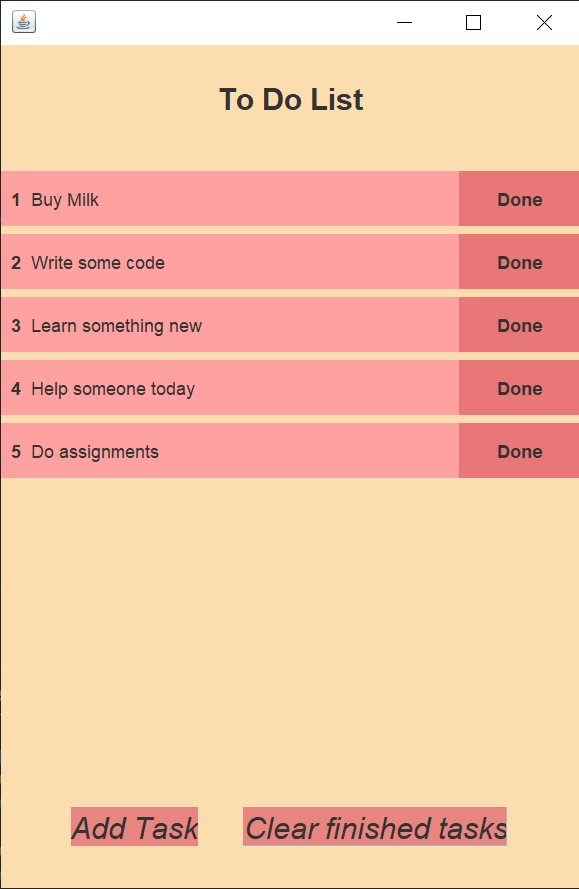 To Do List
1 Buy Milk Done
2 Write some code Done
3 Learn something new Done
4 Help someone today Done
5 Do assignments Done
Add Task Clear finished tasks